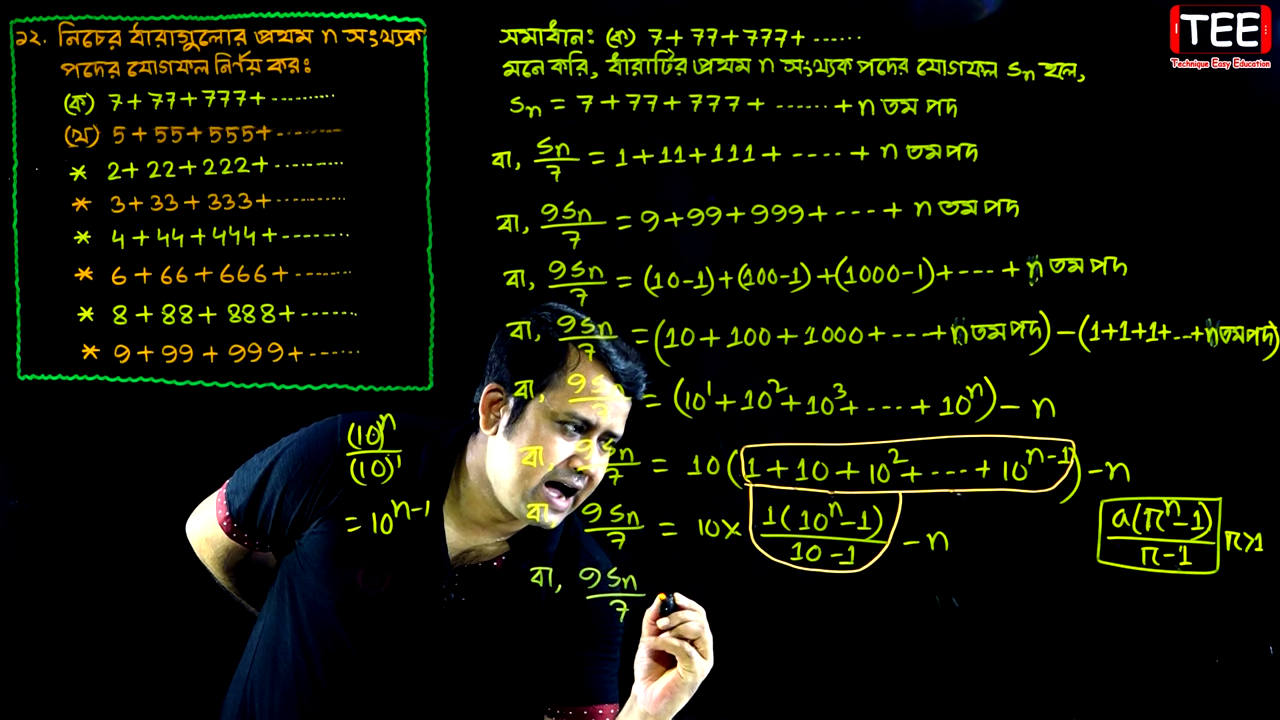 ১২. নিচের ধারাগুলোর প্রথম n সংখ্যক
পদের যোগফল নির্ণয় কর:
(ক) 7+77+777+..........
(খ) 5+55+555+..........
* 2+22+222+..........
* 3+33+333+..........
* 4+44+444+..........
* 6+66+666+........
* 8+88+888+........
* 9+99+999+......
(10)ⁿ/(10)¹
= 10ⁿ⁻¹
সমাধান: (ক) 7+77+777+......
মনে করি, ধারাটির প্রথম n সংখ্যক পদের যোগফল Sn হলে,
Sn = 7+77+777+ ...... + n তম পদ
বা, Sn/7 = 1+11+111+ ..... + n তম পদ
বা, 9Sn/7 = 9+99+999+ .... + n তম পদ
বা, 9Sn/7 = (10-1)+(100-1)+(1000-1)+ .... + n তম পদ
বা, 9Sn/7 = (10+100+1000+ ... + n তম পদ) - (1+1+1+ ... + n তম পদ)
বা, 9Sn/7 = (10¹+10²+10³+ .... + 10ⁿ) - n
বা, 9Sn/7 = 10(1+10+10²+ .... + 10ⁿ⁻¹) - n
বা, 9Sn/7 = 10× 1(10ⁿ-1)/10-1 - n
a(r^n-1)/r-1 r>1
বা, 9Sn/7
TEE
Technique Easy Education